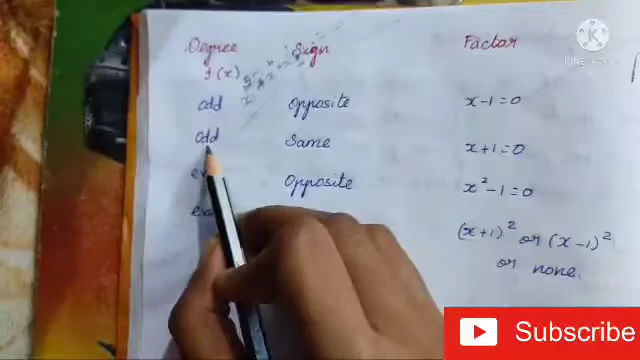 Degree Sign Factor
f(x)
odd Opposite x-1=0
odd Same x+1=0
Opposite x²-1=0
(x+1)² or (x-1)²
or none.
KINEMASTER
Subscribe